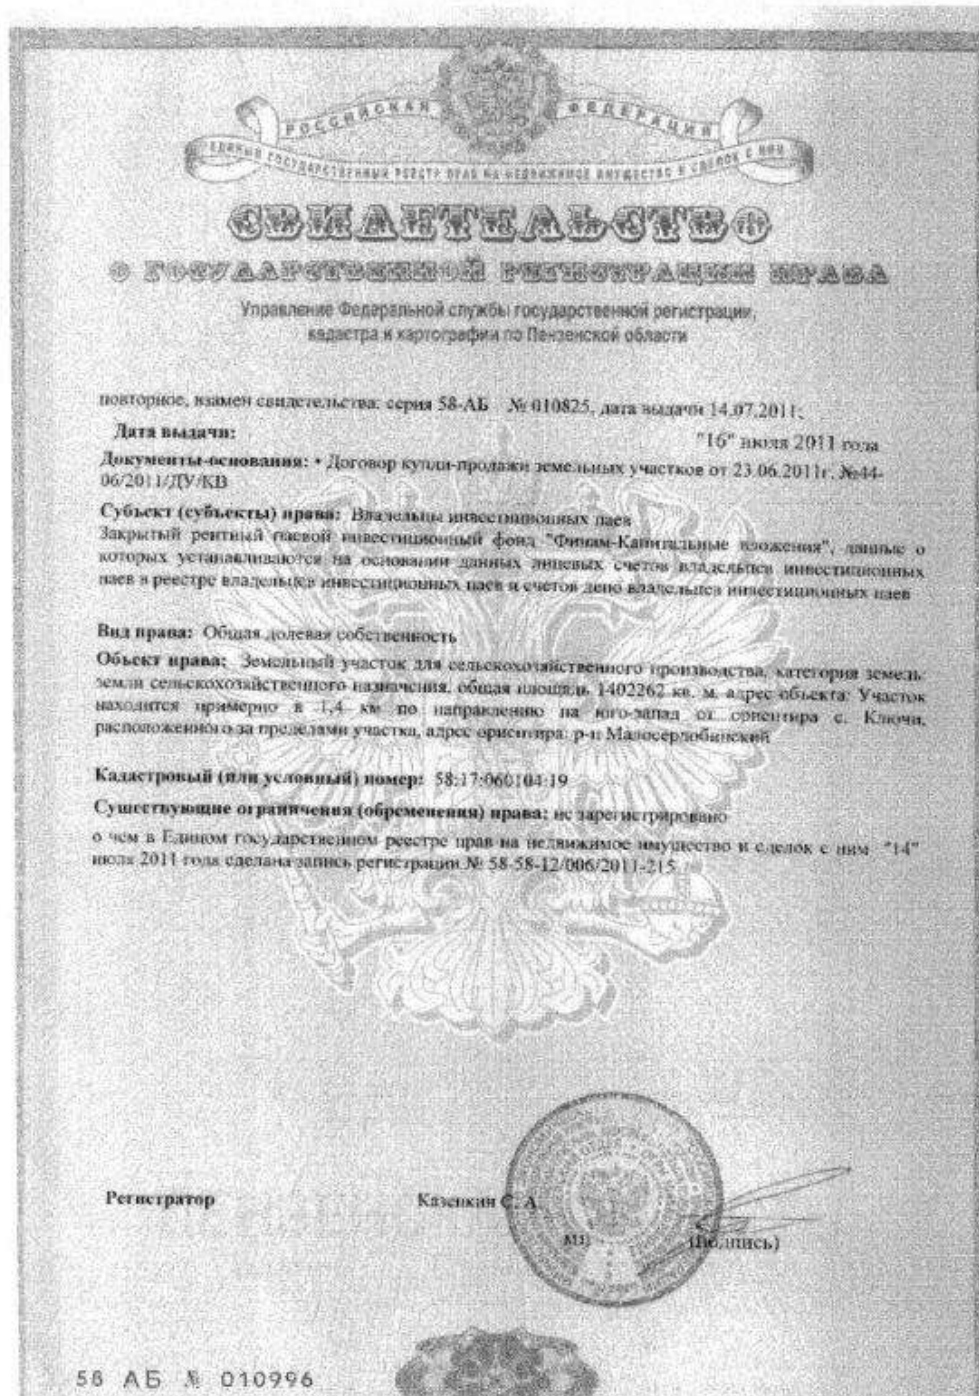 РОССИЙСКАЯ ФЕДЕРАЦИЯ
ЕДИНЫЙ ГОСУДАРСТВЕННЫЙ РЕЕСТР ПРАВ НА НЕДВИЖИМОЕ ИМУЩЕСТВО И СДЕЛОК С НИМ
СВИДЕТЕЛЬСТВО
О ГОСУДАРСТВЕННОЙ РЕГИСТРАЦИИ ПРАВА
Управление Федеральной службы государственной регистрации,
кадастра и картографии по Пензенской области
повторное, взамен свидетельства: серия 58-АБ № 010825, дата выдачи 14.07.2011;
Дата выдачи: "16" июля 2011 года
Документы-основания: • Договор купли-продажи земельных участков от 23.06.2011г. №44-
06/2011/ДУ/КВ
Субъект (субъекты) права: Владельцы инвестиционных паев
Закрытый рентный паевой инвестиционный фонд "Финам-Капитальные вложения", данные о
которых устанавливаются на основании данных лицевых счетов владельцев инвестиционных
паев в реестре владельцев инвестиционных паев и счетов депо владельцев инвестиционных паев
Вид права: Общая долевая собственность
Объект права: Земельный участок для сельскохозяйственного производства, категория земель:
земли сельскохозяйственного назначения, общая площадь 1402262 кв. м, адрес объекта: Участок
находится примерно в 1,4 км по направлению на юго-запад от ориентира с. Ключи,
расположенного за пределами участка, адрес ориентира: р-н Малосердобинский
Кадастровый (или условный) номер: 58:17:060104:19
Существующие ограничения (обременения) права: не зарегистрировано
о чем в Едином государственном реестре прав на недвижимое имущество и сделок с ним "14"
июля 2011 года сделана запись регистрации № 58-58-12/006/2011-215
Регистратор Казенкин С. А.
М.П. (подпись)
58 АБ № 010996